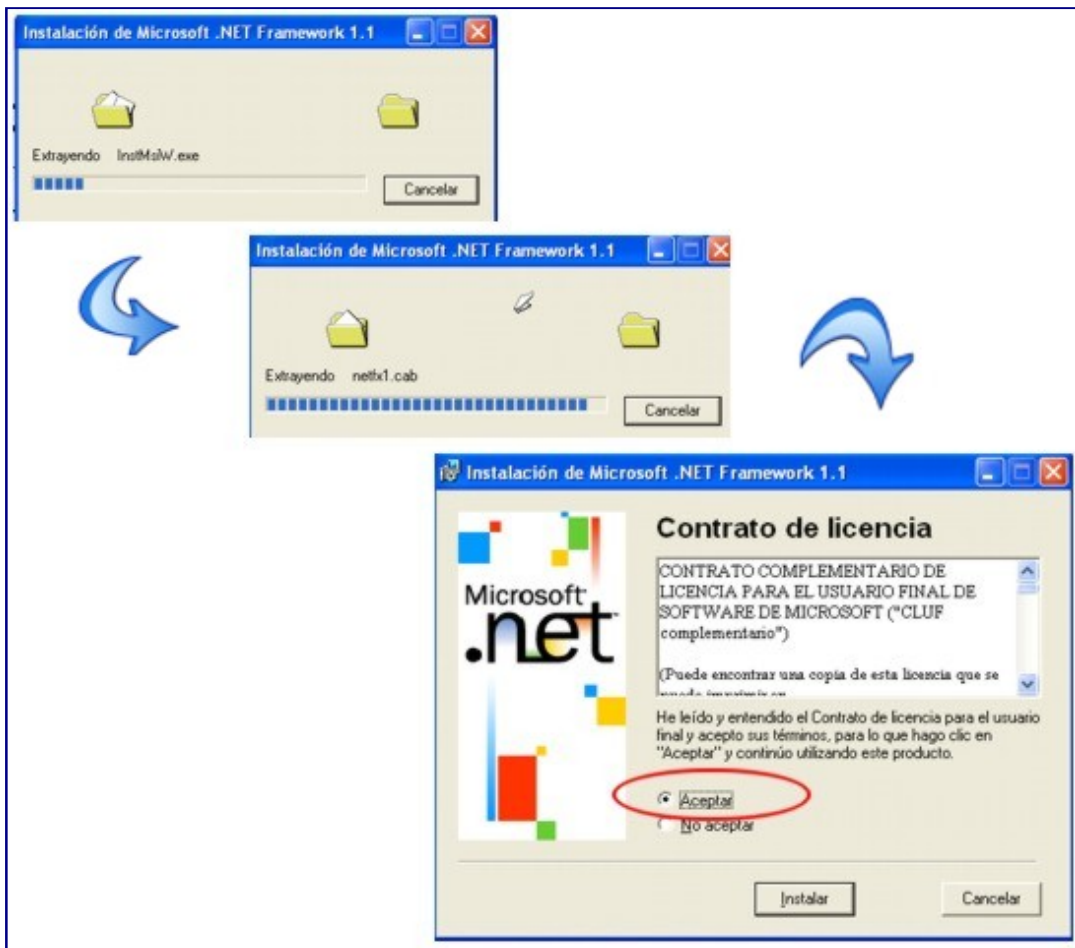 Instalación de Microsoft .NET Framework 1.1
Extrayendo InstMsiW.exe
Cancelar
Instalación de Microsoft .NET Framework 1.1
Extrayendo netfx1.cab
Cancelar
Instalación de Microsoft .NET Framework 1.1
Microsoft
.net
Contrato de licencia
CONTRATO COMPLEMENTARIO DE
LICENCIA PARA EL USUARIO FINAL DE
SOFTWARE DE MICROSOFT ("CLUF
complementario")
(Puede encontrar una copia de esta licencia que se
He leído y entendido el Contrato de licencia para el usuario
final y acepto sus términos, para lo que hago clic en
"Aceptar" y continúo utilizando este producto.
Aceptar
No aceptar
Instalar
Cancelar